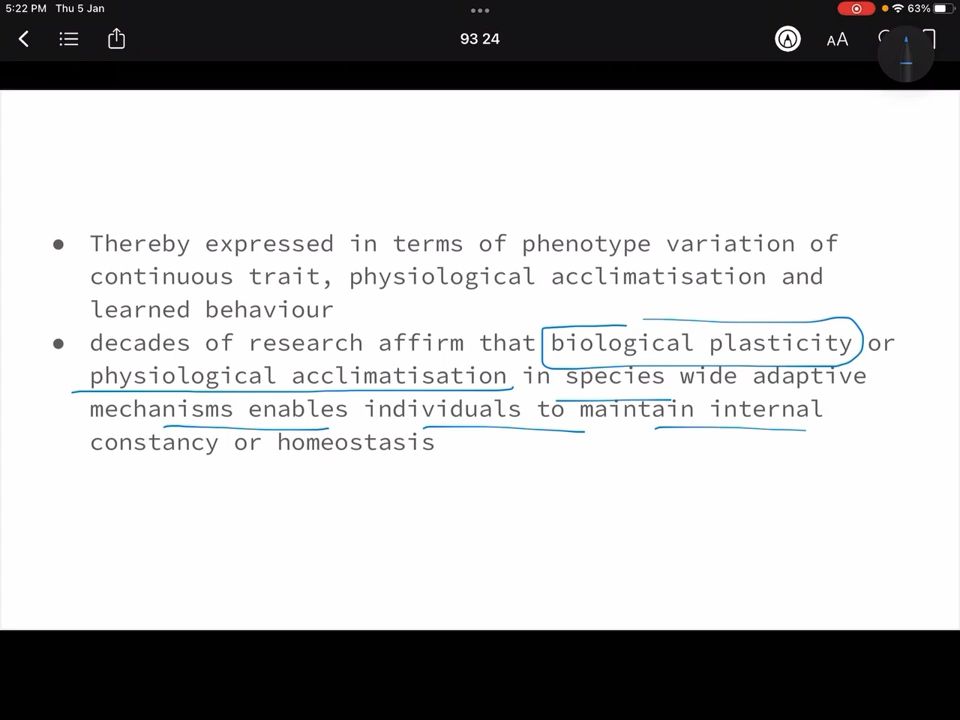 5:22 PM Thu 5 Jan
63%
93 24
AA
● Thereby expressed in terms of phenotype variation of
continuous trait, physiological acclimatisation and
learned behaviour
● decades of research affirm that biological plasticity or
physiological acclimatisation in species wide adaptive
mechanisms enables individuals to maintain internal
constancy or homeostasis